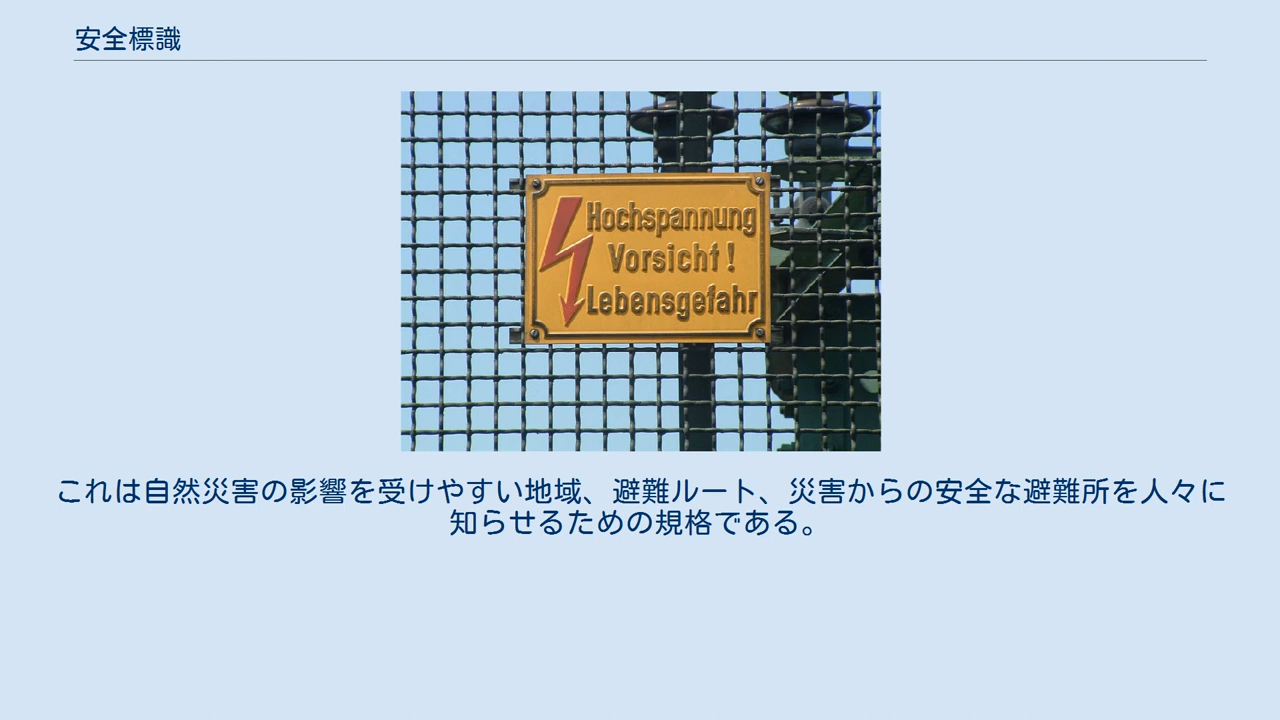 安全標識
Hochspannung
Vorsicht!
Lebensgefahr
これは自然災害の影響を受けやすい地域、避難ルート、災害からの安全な避難所を人々に
知らせるための規格である。